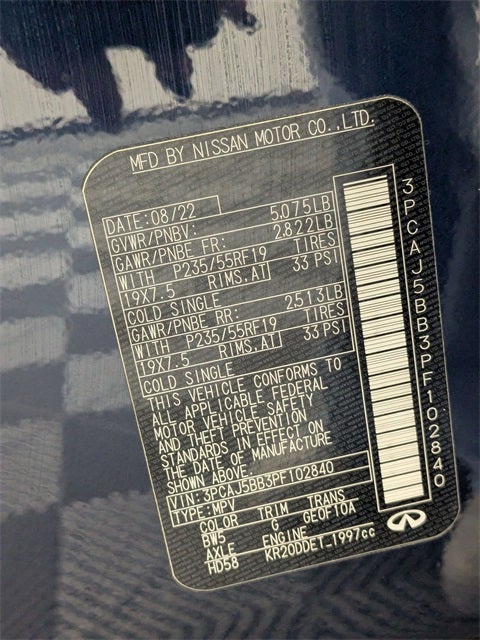 MFD BY NISSAN MOTOR CO.,LTD.
DATE:08/22
GVWR/PNBV: 5,075LB
GAWR/PNBE FR: 2,822LB
WITH P235/55RF19 TIRES
19X7.5 RIMS,AT 33 PSI
COLD SINGLE
GAWR/PNBE RR: 2513LB
WITH P235/55RF19 TIRES
19X7.5 RIMS,AT 33 PSI
COLD SINGLE
THIS VEHICLE CONFORMS TO
ALL APPLICABLE FEDERAL
MOTOR VEHICLE SAFETY
AND THEFT PREVENTION
STANDARDS IN EFFECT ON
THE DATE OF MANUFACTURE
SHOWN ABOVE.
VIN:3PCAJ5BB3PF102840
TYPE:MPV
COLOR TRIM TRANS
BW5 G GE0F10A
AXLE ENGINE
HD58 KR20DDET-1997cc
3PCAJ5BB3PF102840